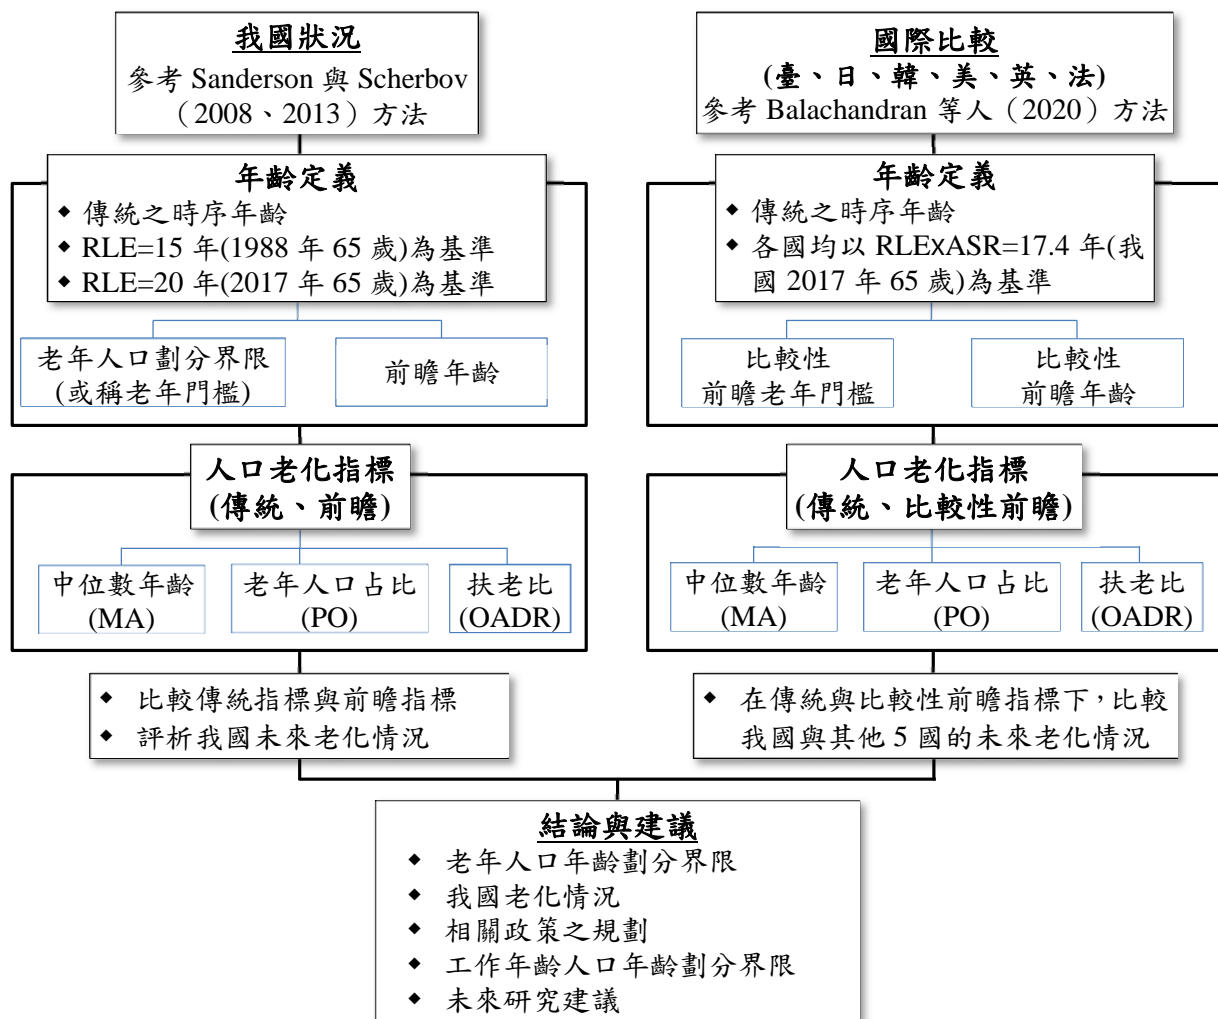 我國狀況
參考 Sanderson 與 Scherbov
（2008、2013）方法
年齡定義
◆ 傳統之時序年齡
◆ RLE=15 年(1988 年 65 歲)為基準
◆ RLE=20 年(2017 年 65 歲)為基準
老年人口劃分界限
(或稱老年門檻)
前瞻年齡
人口老化指標
(傳統、前瞻)
中位數年齡
(MA)
老年人口占比
(PO)
扶老比
(OADR)
◆ 比較傳統指標與前瞻指標
◆ 評析我國未來老化情況
國際比較
(臺、日、韓、美、英、法)
參考 Balachandran 等人（2020）方法
年齡定義
◆ 傳統之時序年齡
◆ 各國均以 RLExASR=17.4 年(我
國 2017 年 65 歲)為基準
比較性
前瞻老年門檻
比較性
前瞻年齡
人口老化指標
(傳統、比較性前瞻)
中位數年齡
(MA)
老年人口占比
(PO)
扶老比
(OADR)
◆ 在傳統與比較性前瞻指標下，比較
我國與其他 5 國的未來老化情況
結論與建議
◆ 老年人口年齡劃分界限
◆ 我國老化情況
◆ 相關政策之規劃
◆ 工作年齡人口年齡劃分界限
◆ 未來研究建議